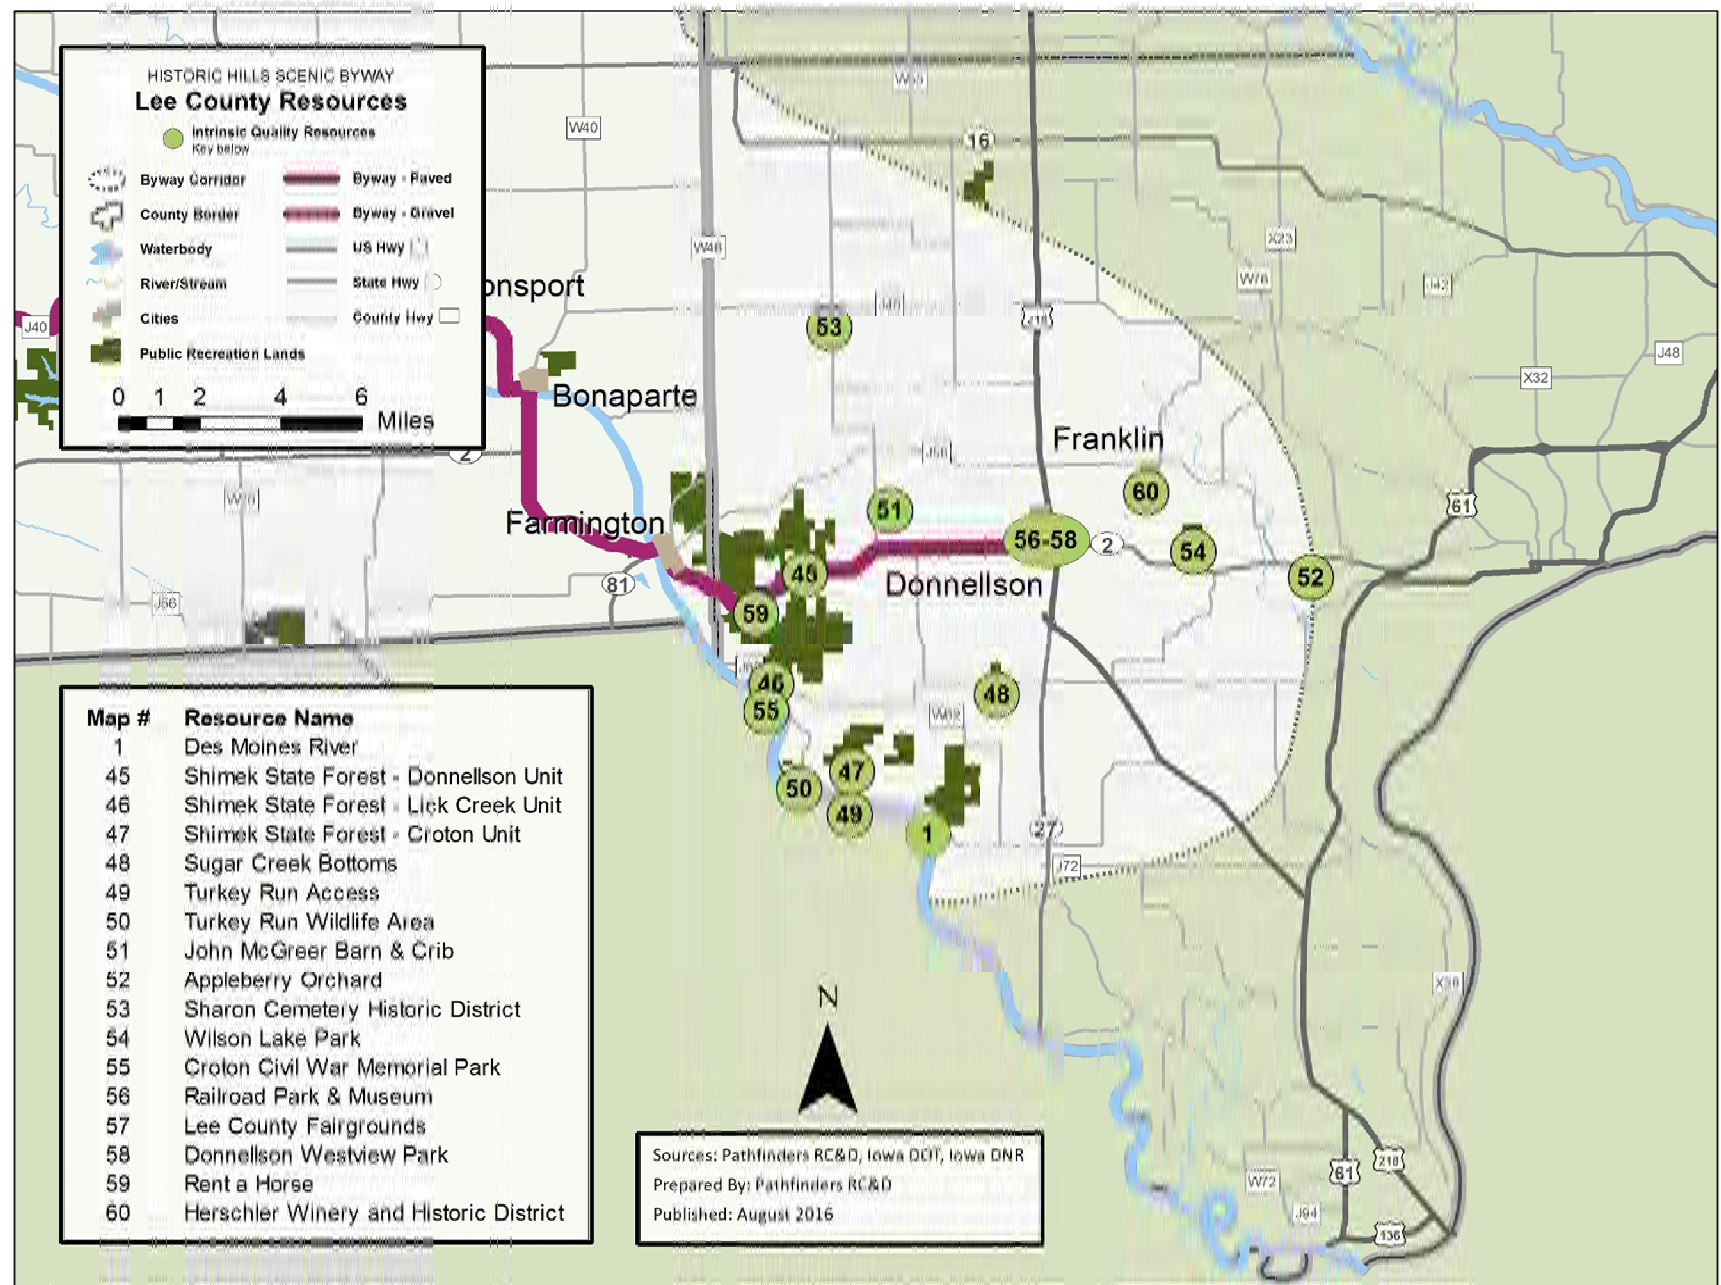 HISTORIC HILLS SCENIC BYWAY
Lee County Resources
Intrinsic Quality Resources
Key below
Byway Corridor
Byway - Paved
County Border
Byway - Gravel
Waterbody
US Hwy
River/Stream
State Hwy
Cities
County Hwy
Public Recreation Lands
0 1 2 4 6
Miles
W40
16
W46
X23
W76
J42
onsport
J40
218
53
J48
X32
Bonaparte
2
Franklin
60
61
51
Farmington
56-58
2
54
52
45
Donnellson
81
59
J56
46
55
48
W62
47
50
49
1
27
J72
X38
N
61
218
W72
J94
136
Map # Resource Name
1 Des Moines River
45 Shimek State Forest - Donnellson Unit
46 Shimek State Forest - Lick Creek Unit
47 Shimek State Forest - Croton Unit
48 Sugar Creek Bottoms
49 Turkey Run Access
50 Turkey Run Wildlife Area
51 John McGreer Barn & Crib
52 Appleberry Orchard
53 Sharon Cemetery Historic District
54 Wilson Lake Park
55 Croton Civil War Memorial Park
56 Railroad Park & Museum
57 Lee County Fairgrounds
58 Donnellson Westview Park
59 Rent a Horse
60 Herschler Winery and Historic District
Sources: Pathfinders RC&D, Iowa DOT, Iowa DNR
Prepared By: Pathfinders RC&D
Published: August 2016